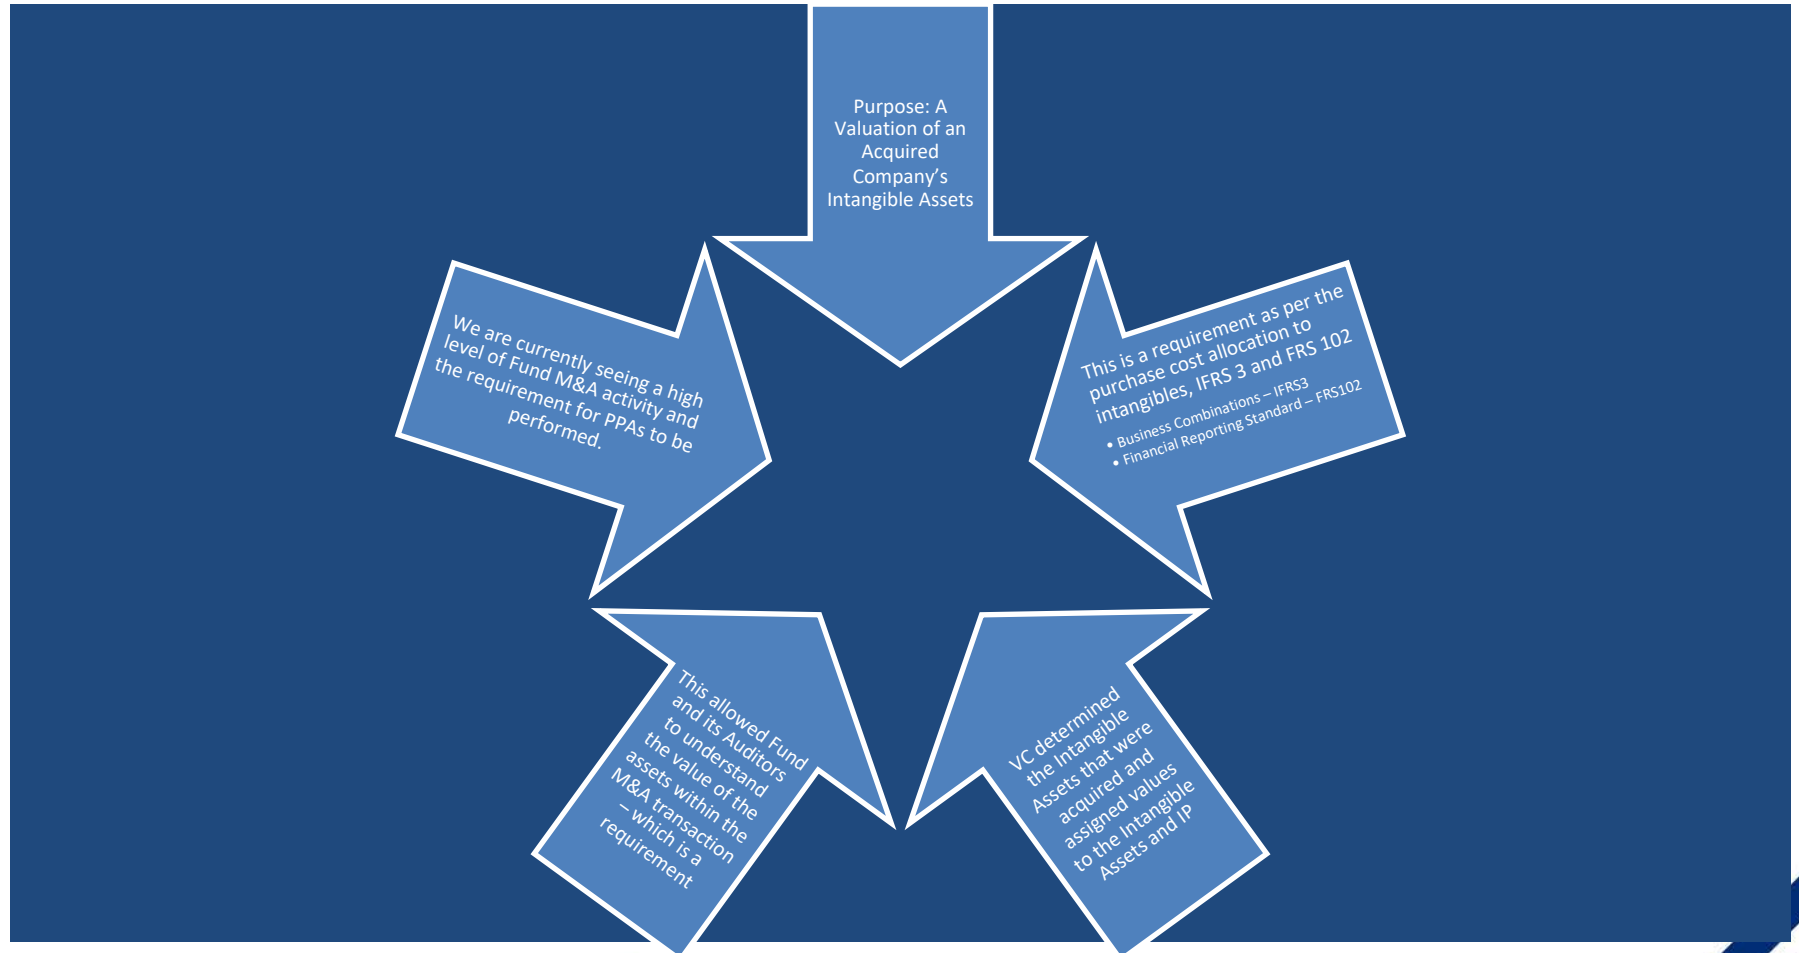 Purpose: A
Valuation of an
Acquired
Company’s
Intangible Assets
This is a requirement as per the
purchase cost allocation to
intangibles, IFRS 3 and FRS 102
• Business Combinations – IFRS3
• Financial Reporting Standard – FRS102
VC determined
the Intangible
Assets that were
acquired and
assigned values
to the Intangible
Assets and IP
This allowed Fund
and its Auditors
to understand
the value of the
assets within the
M&A transaction
– which is a
requirement
We are currently seeing a high
level of Fund M&A activity and
the requirement for PPAs to be
performed.